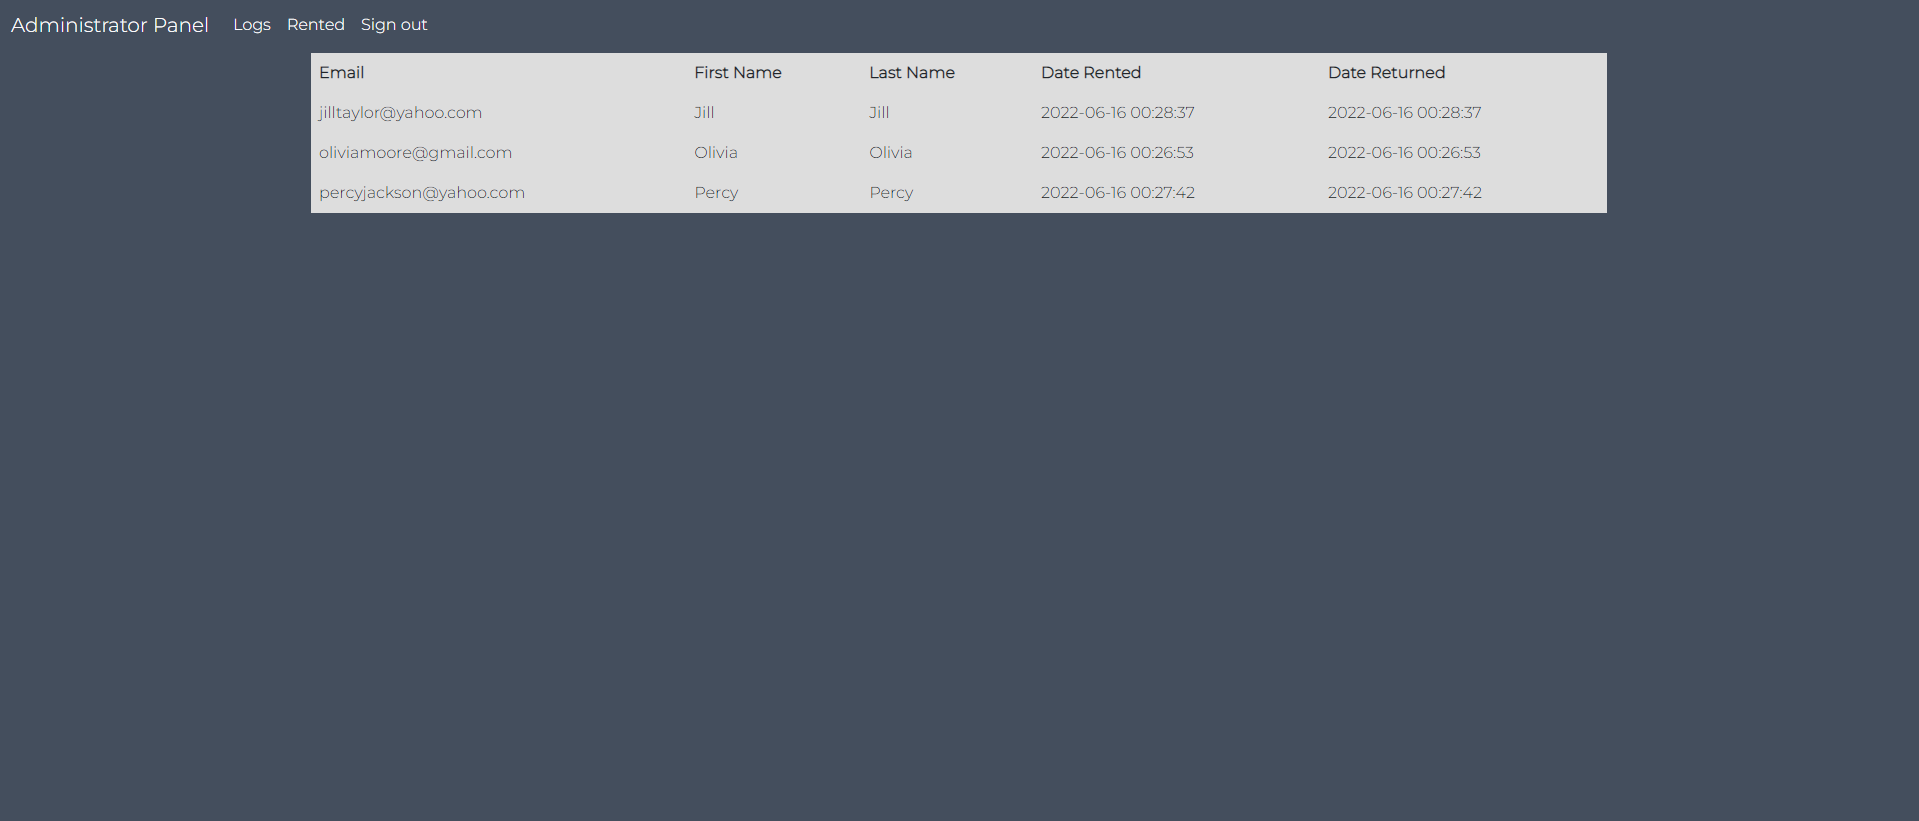 Administrator Panel Logs Rented Sign out
Email First Name Last Name Date Rented Date Returned
jilltaylor@yahoo.com Jill Jill 2022-06-16 00:28:37 2022-06-16 00:28:37
oliviamoore@gmail.com Olivia Olivia 2022-06-16 00:26:53 2022-06-16 00:26:53
percyjackson@yahoo.com Percy Percy 2022-06-16 00:27:42 2022-06-16 00:27:42